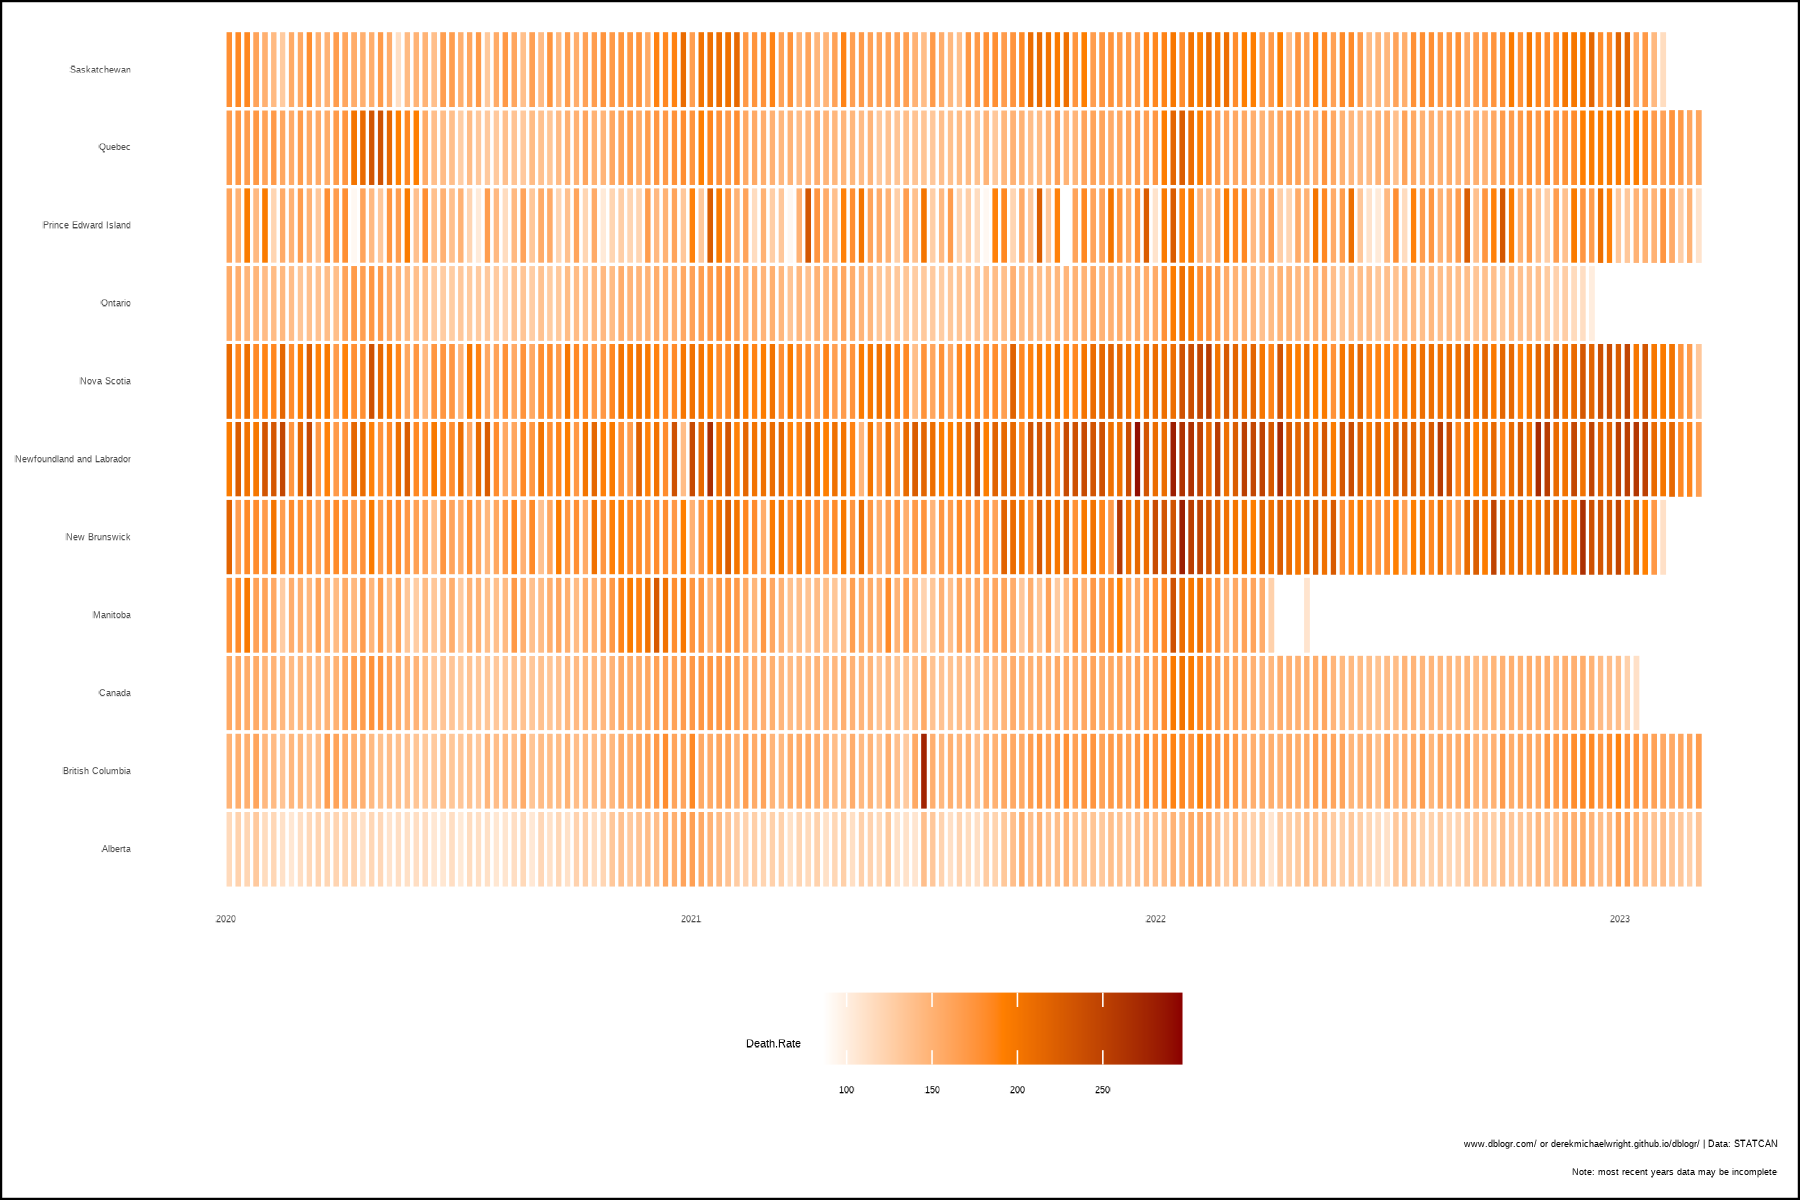 Saskatchewan
Quebec
Prince Edward Island
Ontario
Nova Scotia
Newfoundland and Labrador
New Brunswick
Manitoba
Canada
British Columbia
Alberta
2020 2021 2022 2023
Death.Rate
100 150 200 250
www.dblogr.com/ or derekmichaelwright.github.io/dblogr/ | Data: STATCAN
Note: most recent years data may be incomplete